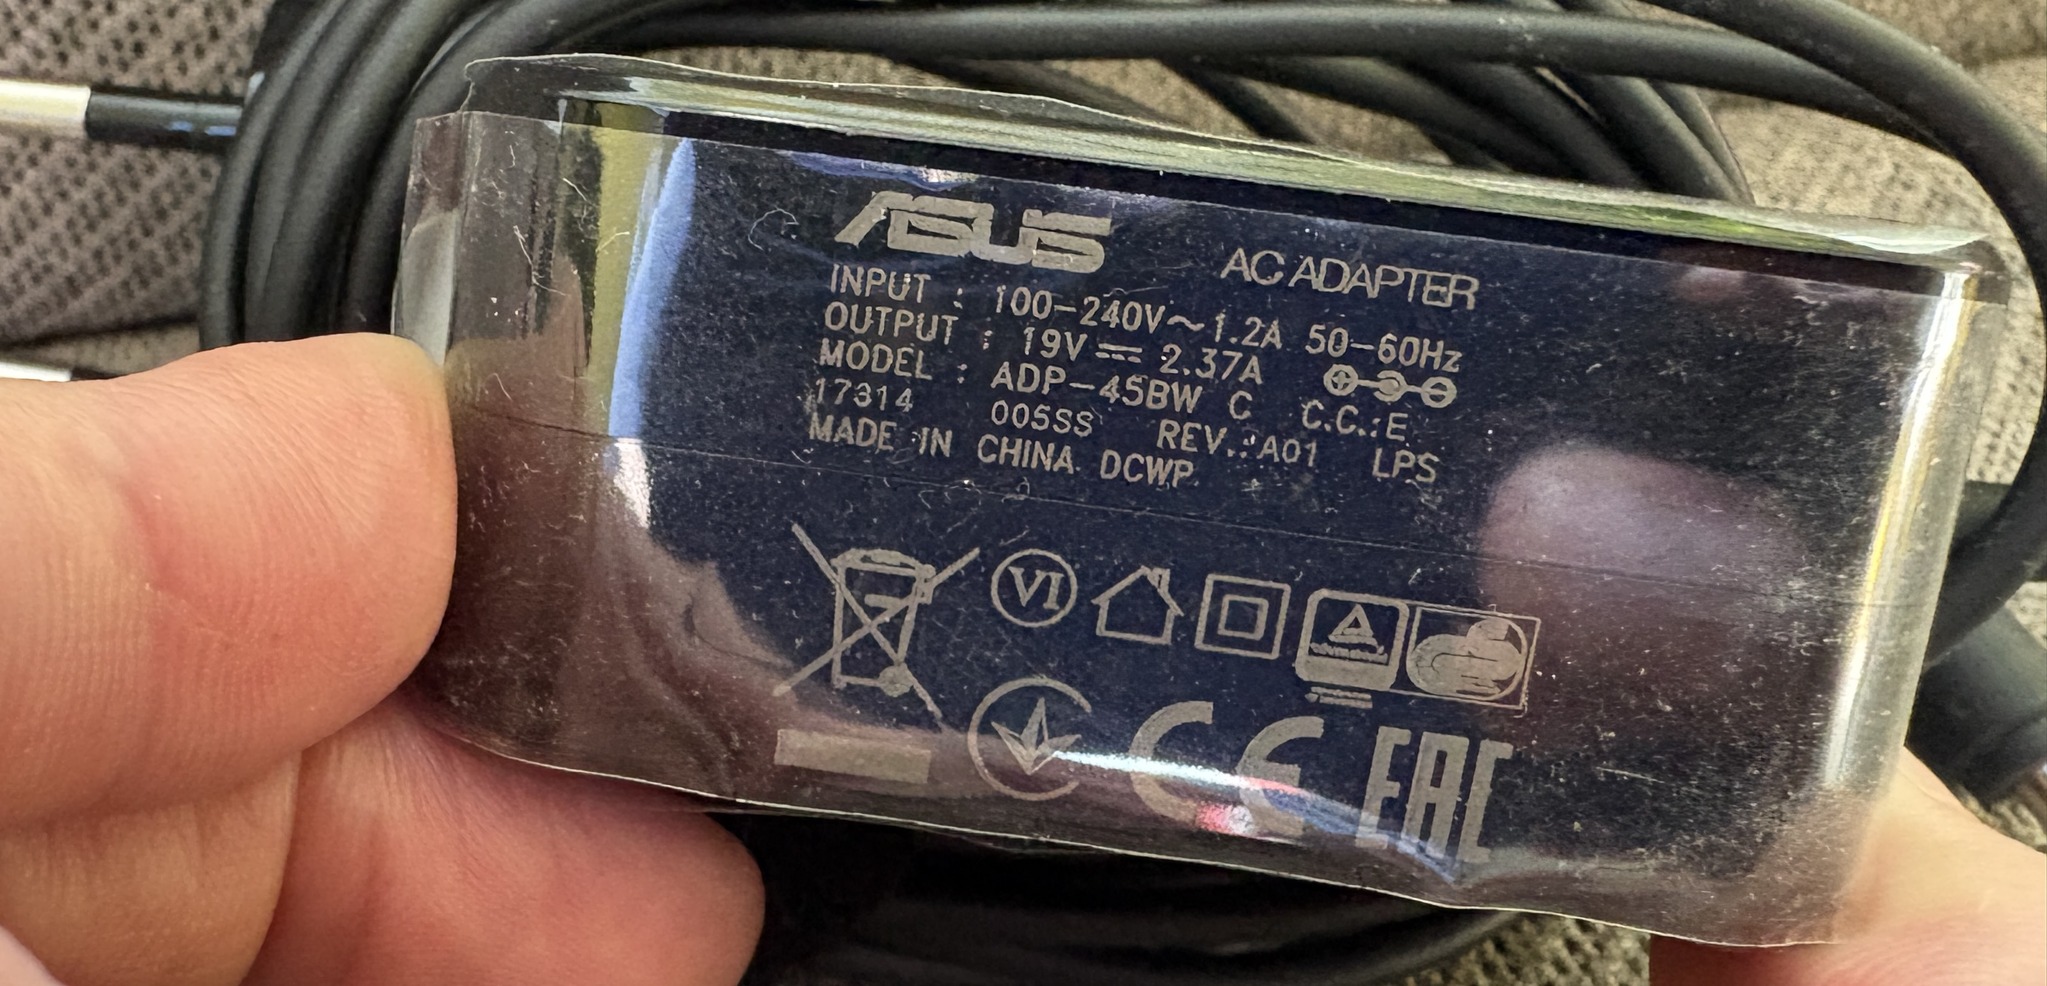 ASUS
AC ADAPTER
INPUT : 100-240V~1.2A 50-60Hz
OUTPUT : 19V⎓2.37A
MODEL : ADP-45BW C C.C.:E
17314 005SS REV.:A01 LPS
MADE IN CHINA DCWP
VI
CE
EAC